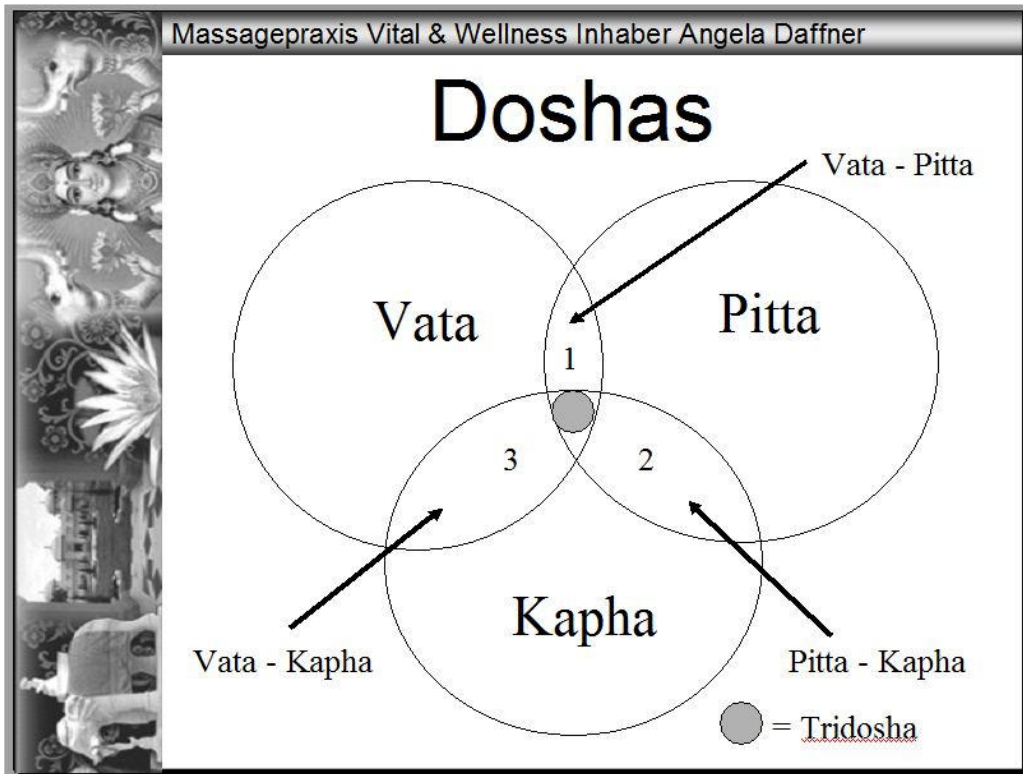 Massagepraxis Vital & Wellness Inhaber Angela Daffner
Doshas
Vata - Pitta
Vata
Pitta
1
3
2
Kapha
Vata - Kapha
Pitta - Kapha
= Tridosha